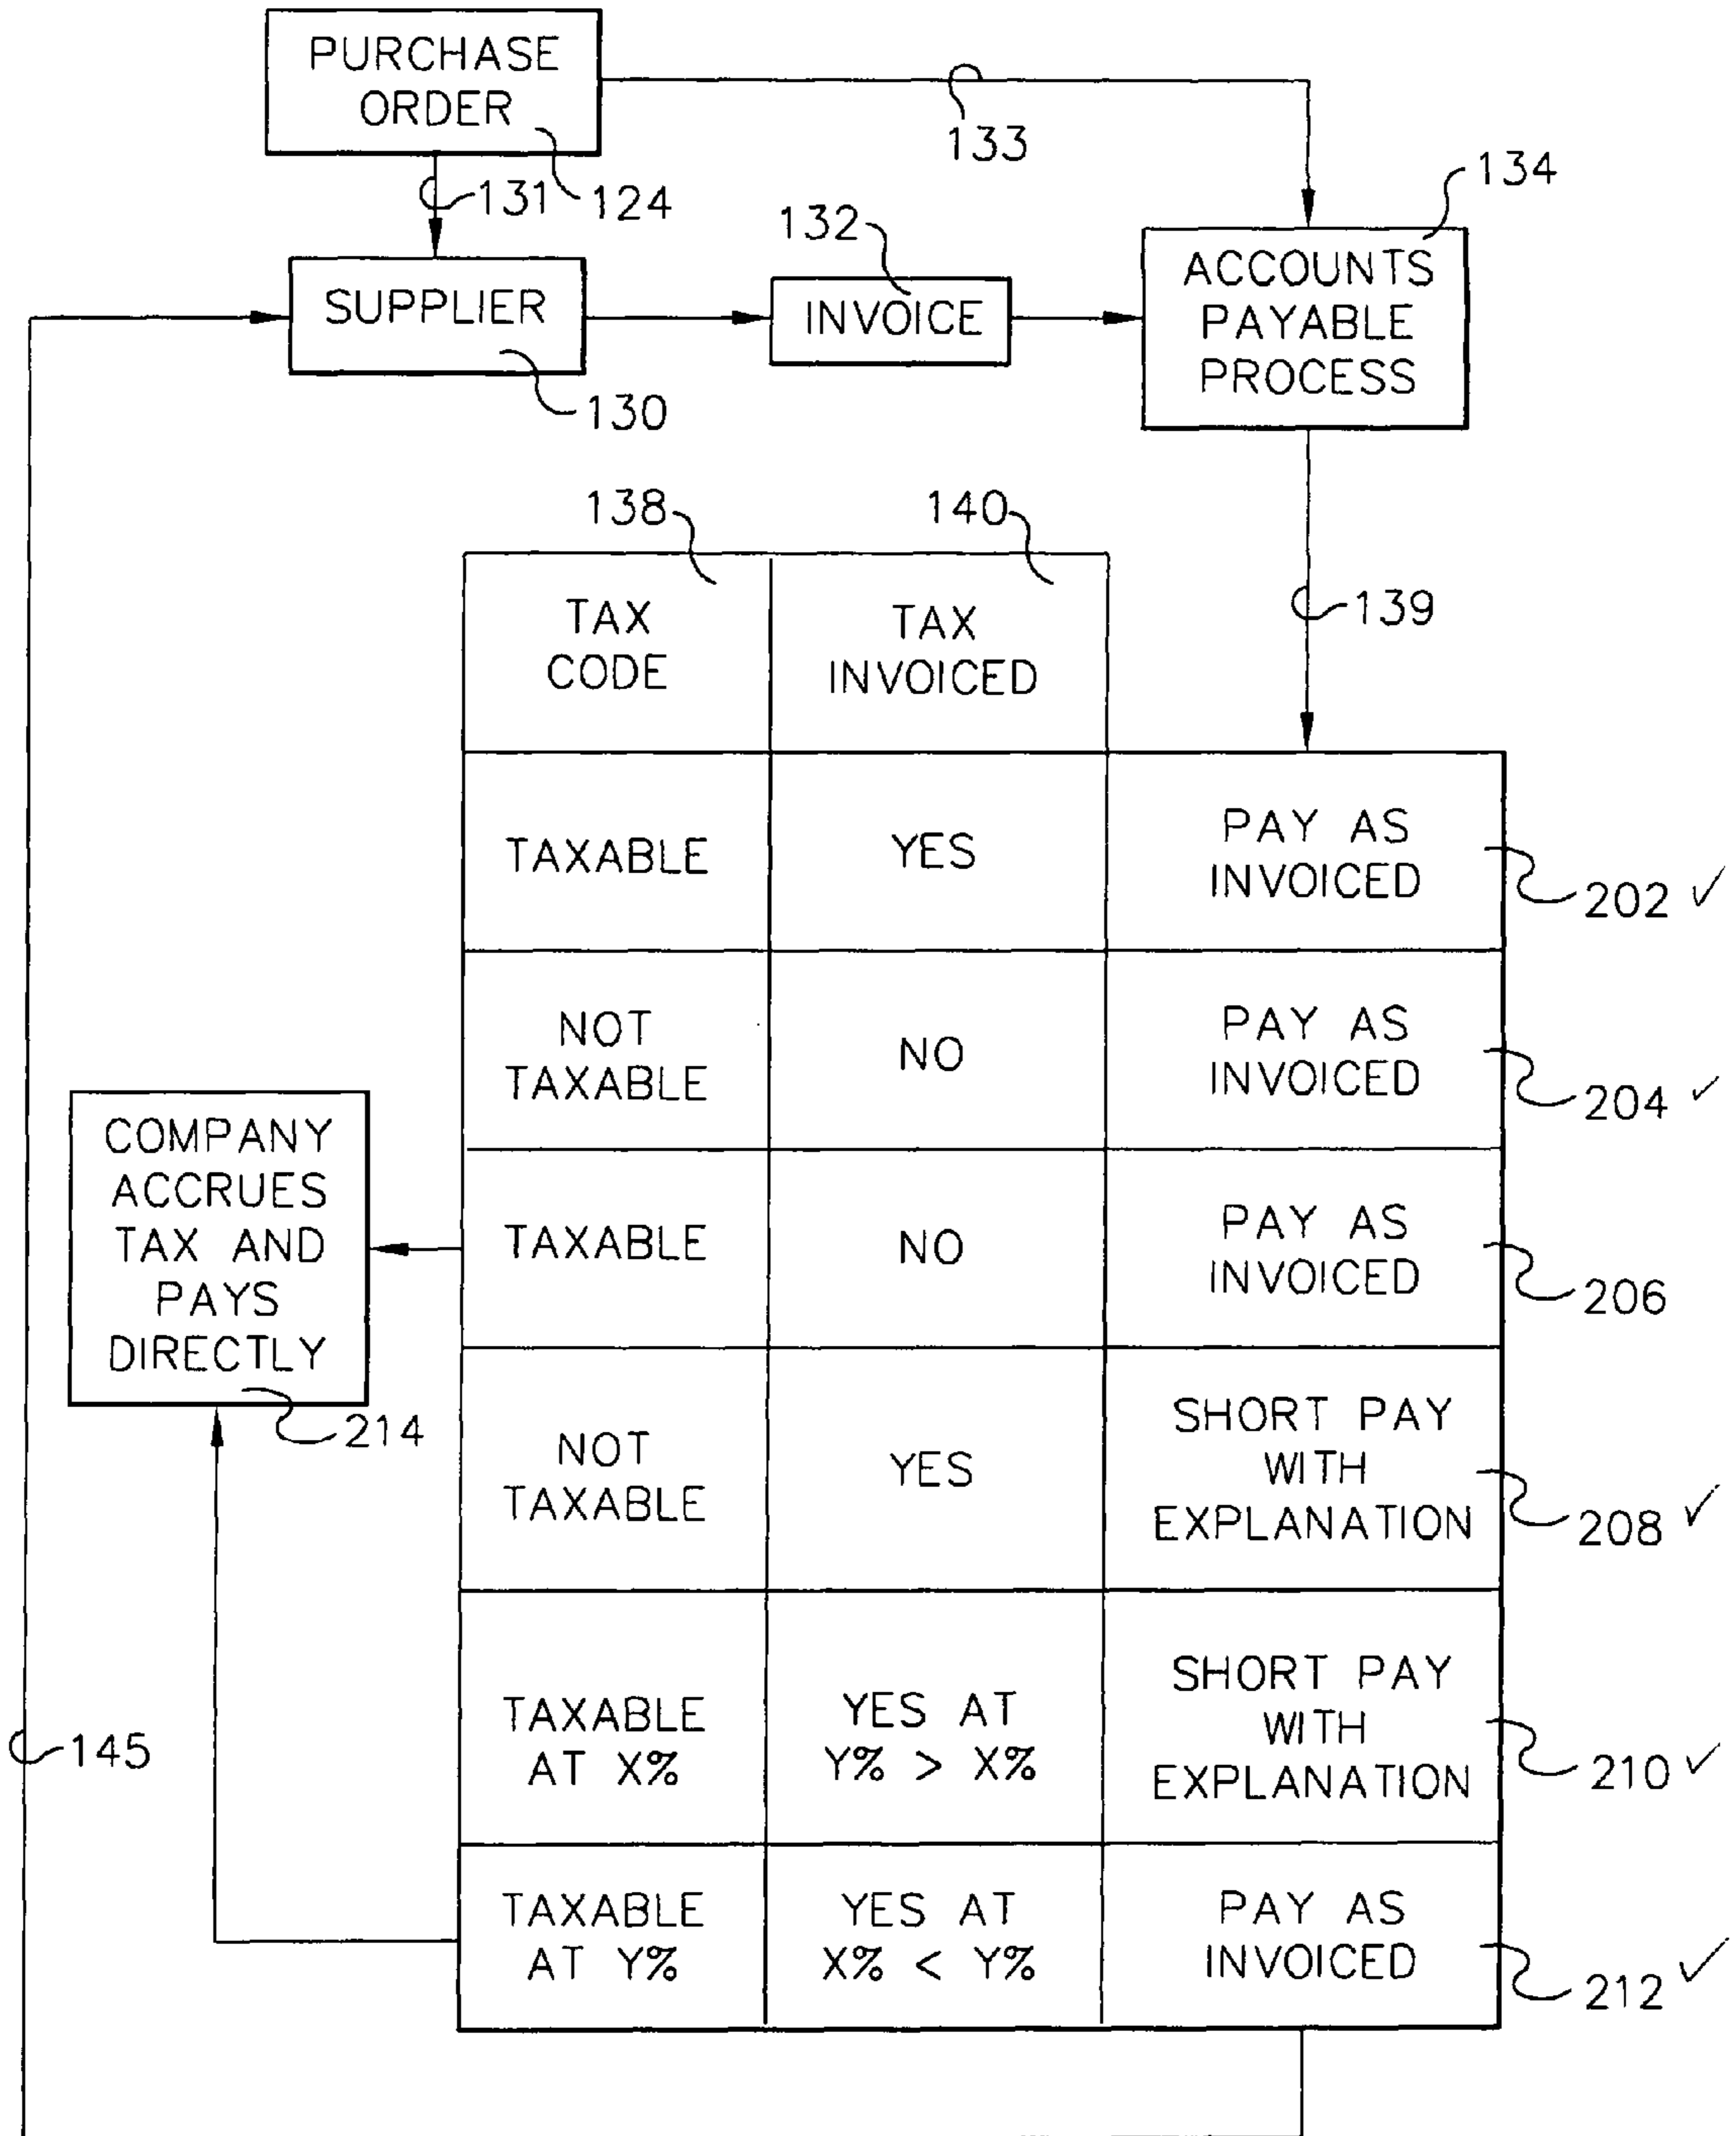 PURCHASE
ORDER
133
131
124
134
132
SUPPLIER
INVOICE
ACCOUNTS
PAYABLE
PROCESS
130
138
140
139
TAX
CODE
TAX
INVOICED
TAXABLE
YES
PAY AS
INVOICED
202 ✓
NOT
TAXABLE
NO
PAY AS
INVOICED
204 ✓
COMPANY
ACCRUES
TAX AND
PAYS
DIRECTLY
214
TAXABLE
NO
PAY AS
INVOICED
206
NOT
TAXABLE
YES
SHORT PAY
WITH
EXPLANATION
208 ✓
TAXABLE
AT X%
YES AT
Y% > X%
SHORT PAY
WITH
EXPLANATION
210 ✓
145
TAXABLE
AT Y%
YES AT
X% < Y%
PAY AS
INVOICED
212 ✓